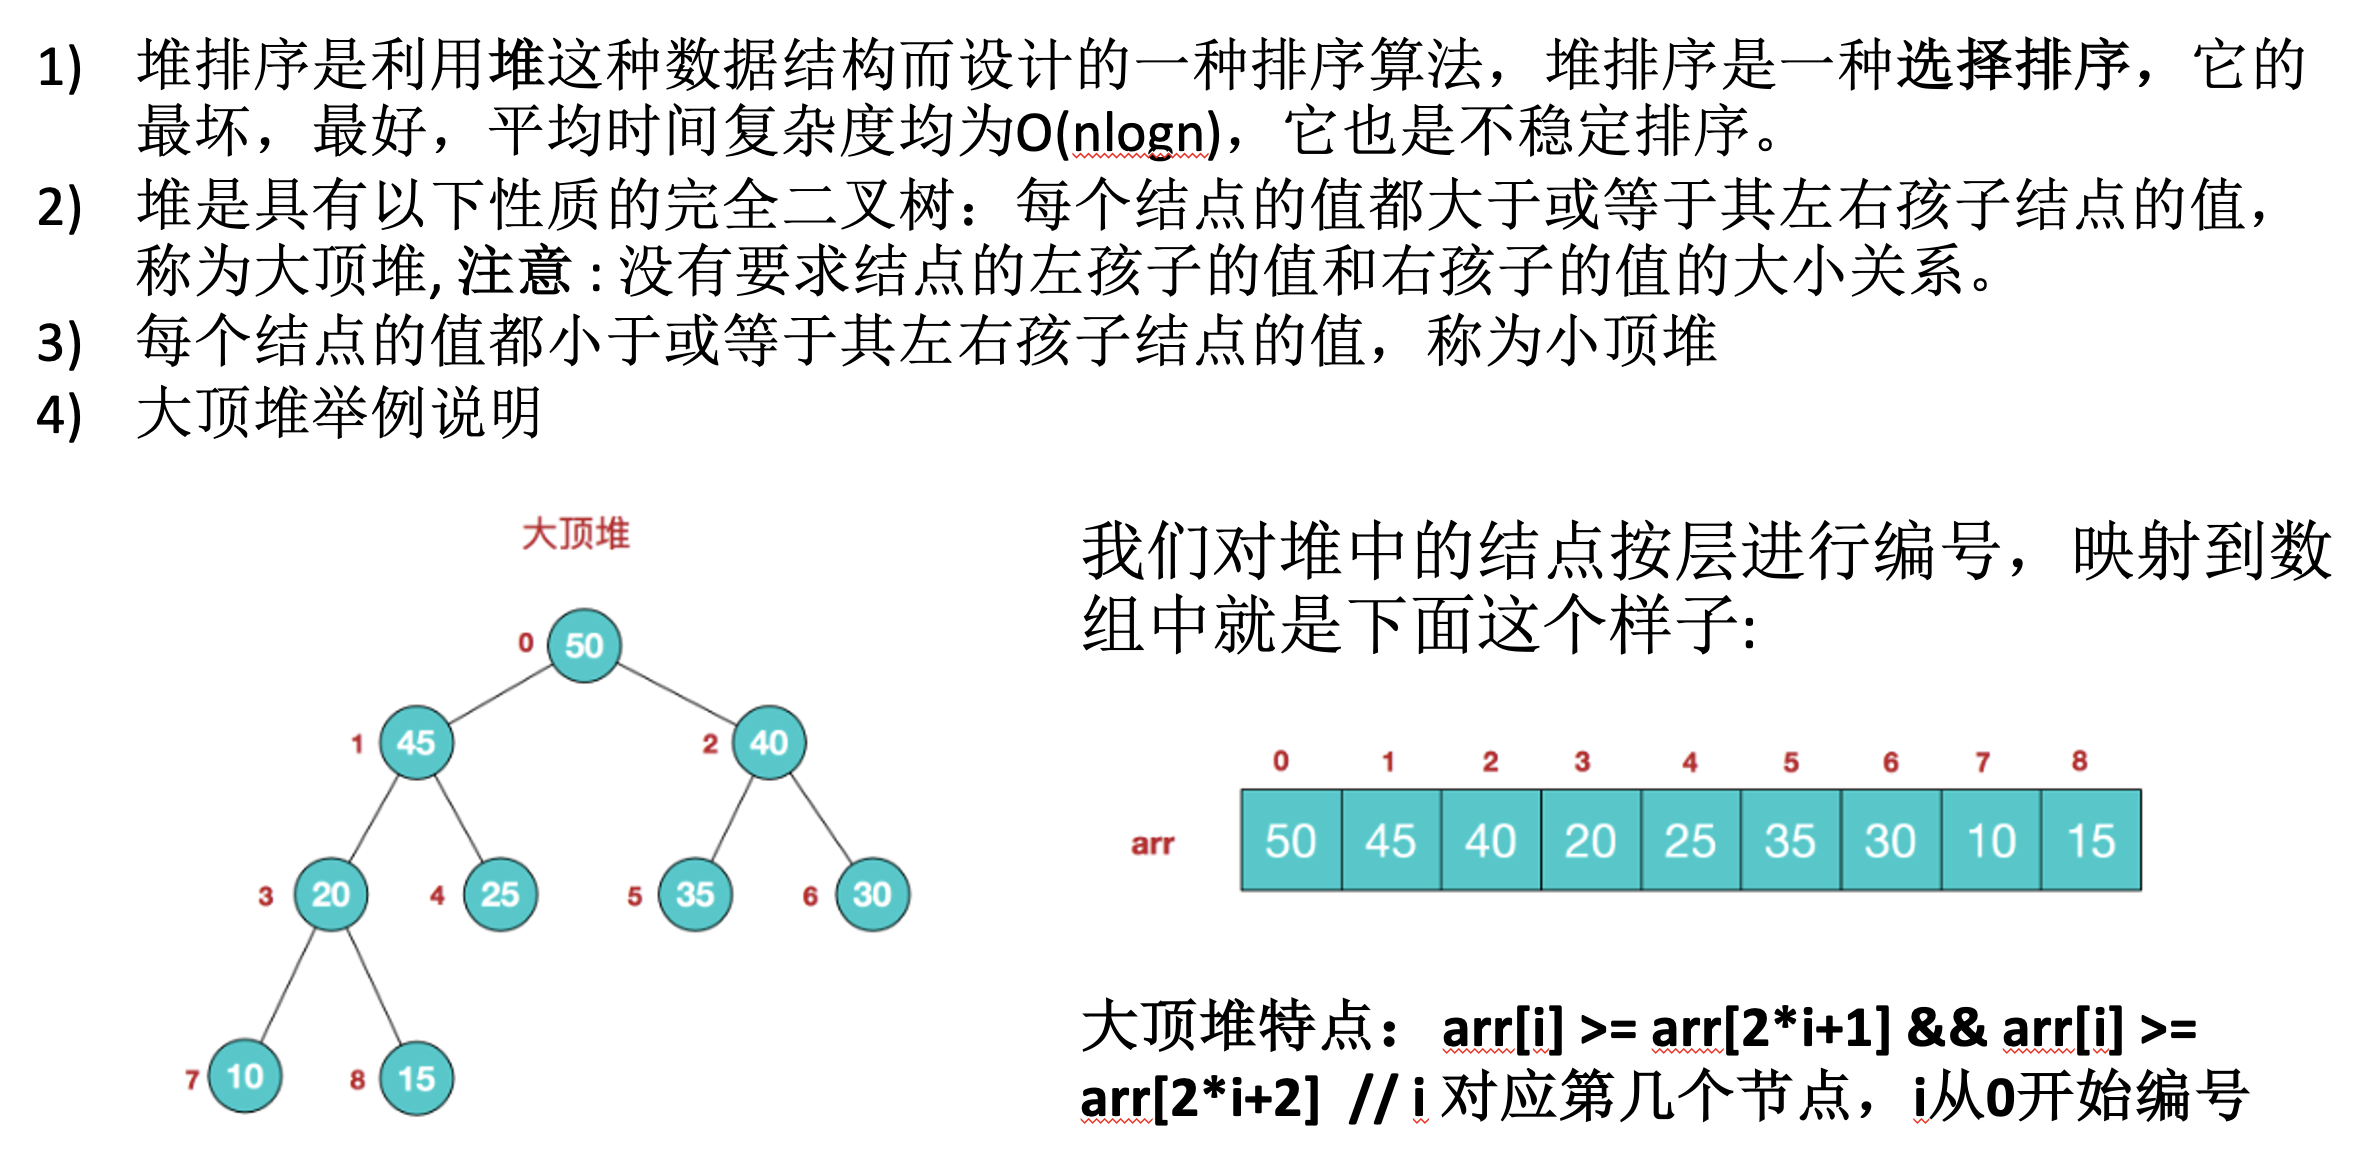 1) 堆排序是利用堆这种数据结构而设计的一种排序算法，堆排序是一种选择排序，它的
最坏，最好，平均时间复杂度均为O(nlogn)，它也是不稳定排序。
2) 堆是具有以下性质的完全二叉树：每个结点的值都大于或等于其左右孩子结点的值，
称为大顶堆, 注意 : 没有要求结点的左孩子的值和右孩子的值的大小关系。
3) 每个结点的值都小于或等于其左右孩子结点的值，称为小顶堆
4) 大顶堆举例说明
大顶堆
0 50
1 45 2 40
3 20 4 25 5 35 6 30
7 10 8 15
我们对堆中的结点按层进行编号，映射到数
组中就是下面这个样子:
0 1 2 3 4 5 6 7 8
arr 50 45 40 20 25 35 30 10 15
大顶堆特点：arr[i] >= arr[2*i+1] && arr[i] >=
arr[2*i+2] // i 对应第几个节点，i从0开始编号